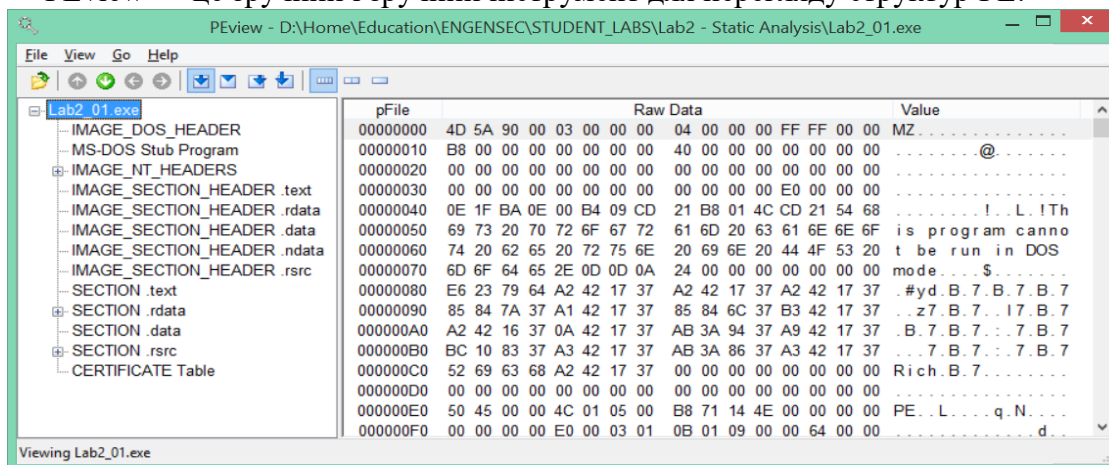 PEview — це зручний і зручний інструмент для перегляду структур PE.
PEview - D:\Home\Education\ENGENSEC\STUDENT_LABS\Lab2 - Static Analysis\Lab2_01.exe
File View Go Help
Lab2_01.exe
IMAGE_DOS_HEADER
MS-DOS Stub Program
IMAGE_NT_HEADERS
IMAGE_SECTION_HEADER .text
IMAGE_SECTION_HEADER .rdata
IMAGE_SECTION_HEADER .data
IMAGE_SECTION_HEADER .ndata
IMAGE_SECTION_HEADER .rsrc
SECTION .text
SECTION .rdata
SECTION .data
SECTION .rsrc
CERTIFICATE Table
pFile Raw Data Value
00000000 4D 5A 90 00 03 00 00 00 04 00 00 00 FF FF 00 00 MZ..............
00000010 B8 00 00 00 00 00 00 00 40 00 00 00 00 00 00 00 ........@.......
00000020 00 00 00 00 00 00 00 00 00 00 00 00 00 00 00 00 ................
00000030 00 00 00 00 00 00 00 00 00 00 00 00 E0 00 00 00 ................
00000040 0E 1F BA 0E 00 B4 09 CD 21 B8 01 4C CD 21 54 68 ........!..L.!Th
00000050 69 73 20 70 72 6F 67 72 61 6D 20 63 61 6E 6E 6F is program canno
00000060 74 20 62 65 20 72 75 6E 20 69 6E 20 44 4F 53 20 t be run in DOS
00000070 6D 6F 64 65 2E 0D 0D 0A 24 00 00 00 00 00 00 00 mode....$.......
00000080 E6 23 79 64 A2 42 17 37 A2 42 17 37 A2 42 17 37 .#yd.B.7.B.7.B.7
00000090 85 84 7A 37 A1 42 17 37 85 84 6C 37 B3 42 17 37 ..z7.B.7..l7.B.7
000000A0 A2 42 16 37 0A 42 17 37 AB 3A 94 37 A9 42 17 37 .B.7.B.7.:.7.B.7
000000B0 BC 10 83 37 A3 42 17 37 AB 3A 86 37 A3 42 17 37 ...7.B.7.:.7.B.7
000000C0 52 69 63 68 A2 42 17 37 00 00 00 00 00 00 00 00 Rich.B.7........
000000D0 00 00 00 00 00 00 00 00 00 00 00 00 00 00 00 00 ................
000000E0 50 45 00 00 4C 01 05 00 B8 71 14 4E 00 00 00 00 PE..L....q.N....
000000F0 00 00 00 00 E0 00 03 01 0B 01 09 00 00 64 00 00 .............d..
Viewing Lab2_01.exe